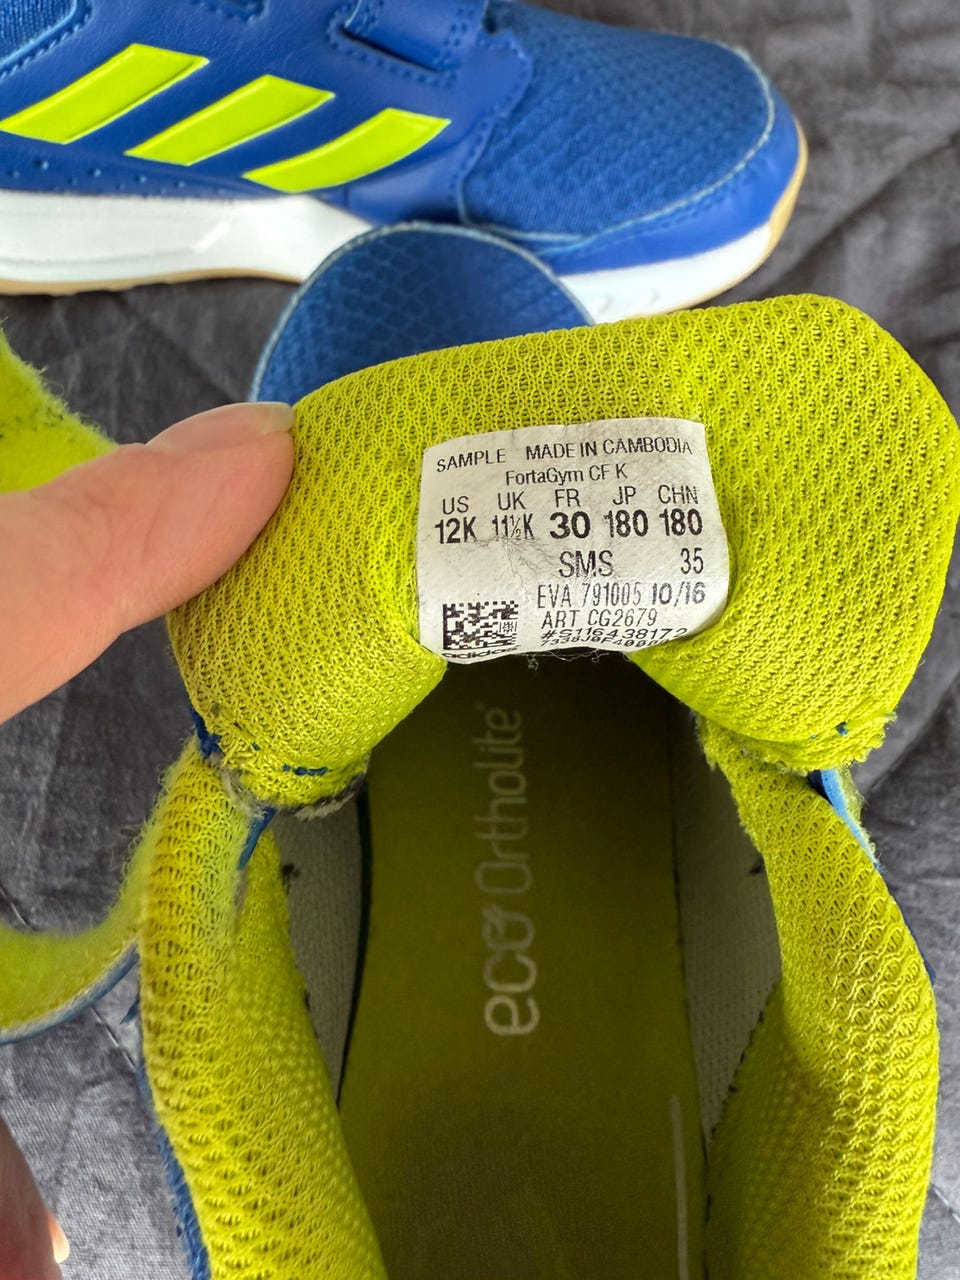 SAMPLE MADE IN CAMBODIA
FortaGym CF K
US UK FR JP CHN
12K 11½K 30 180 180
SMS 35
EVA 791005 10/16
ART CG2679
#S116438172
adidas
eco Ortholite